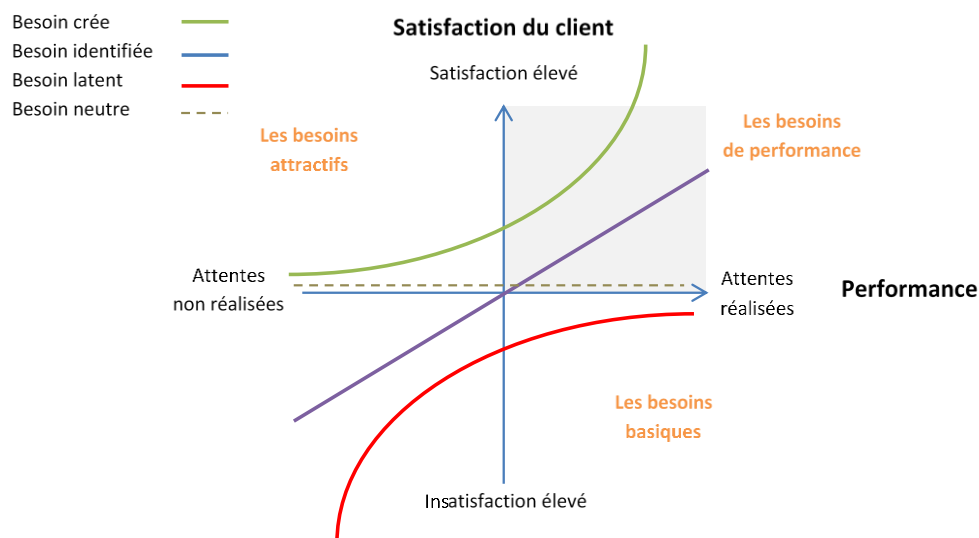 Besoin crée
Besoin identifiée
Besoin latent
Besoin neutre
Satisfaction du client
Satisfaction élevé
Les besoins
attractifs
Les besoins
de performance
Attentes
non réalisées
Attentes
réalisées
Performance
Les besoins
basiques
Insatisfaction élevé